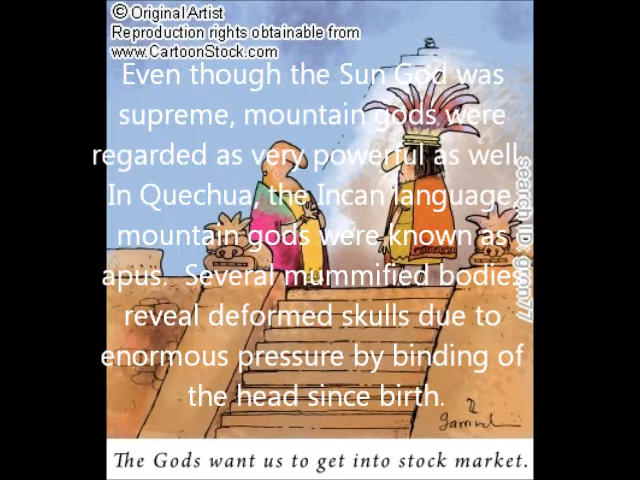 © Original Artist
Reproduction rights obtainable from
www.CartoonStock.com
Even though the Sun God was
supreme, mountain gods were
regarded as very powerful as well.
In Quechua, the Incan language,
mountain gods were known as
apus.  Several mummified bodies
reveal deformed skulls due to
enormous pressure by binding of
the head since birth.
The Gods want us to get into stock market.